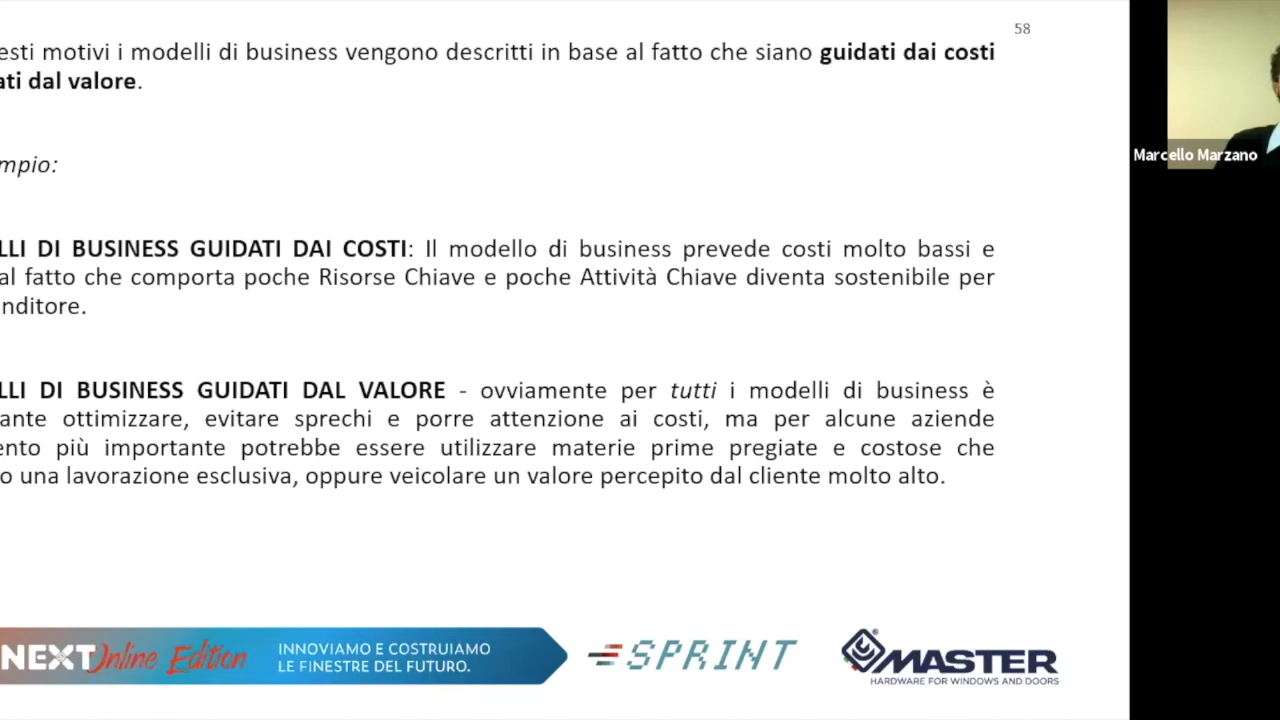 58
esti motivi i modelli di business vengono descritti in base al fatto che siano guidati dai costi
ati dal valore.
mpio:
LLI DI BUSINESS GUIDATI DAI COSTI: Il modello di business prevede costi molto bassi e
al fatto che comporta poche Risorse Chiave e poche Attività Chiave diventa sostenibile per
nditore.
LLI DI BUSINESS GUIDATI DAL VALORE - ovviamente per tutti i modelli di business è
ante ottimizzare, evitare sprechi e porre attenzione ai costi, ma per alcune aziende
ento più importante potrebbe essere utilizzare materie prime pregiate e costose che
o una lavorazione esclusiva, oppure veicolare un valore percepito dal cliente molto alto.
Marcello Marzano
NEXT Online Edition
INNOVIAMO E COSTRUIAMO
LE FINESTRE DEL FUTURO.
SPRINT
MASTER
HARDWARE FOR WINDOWS AND DOORS